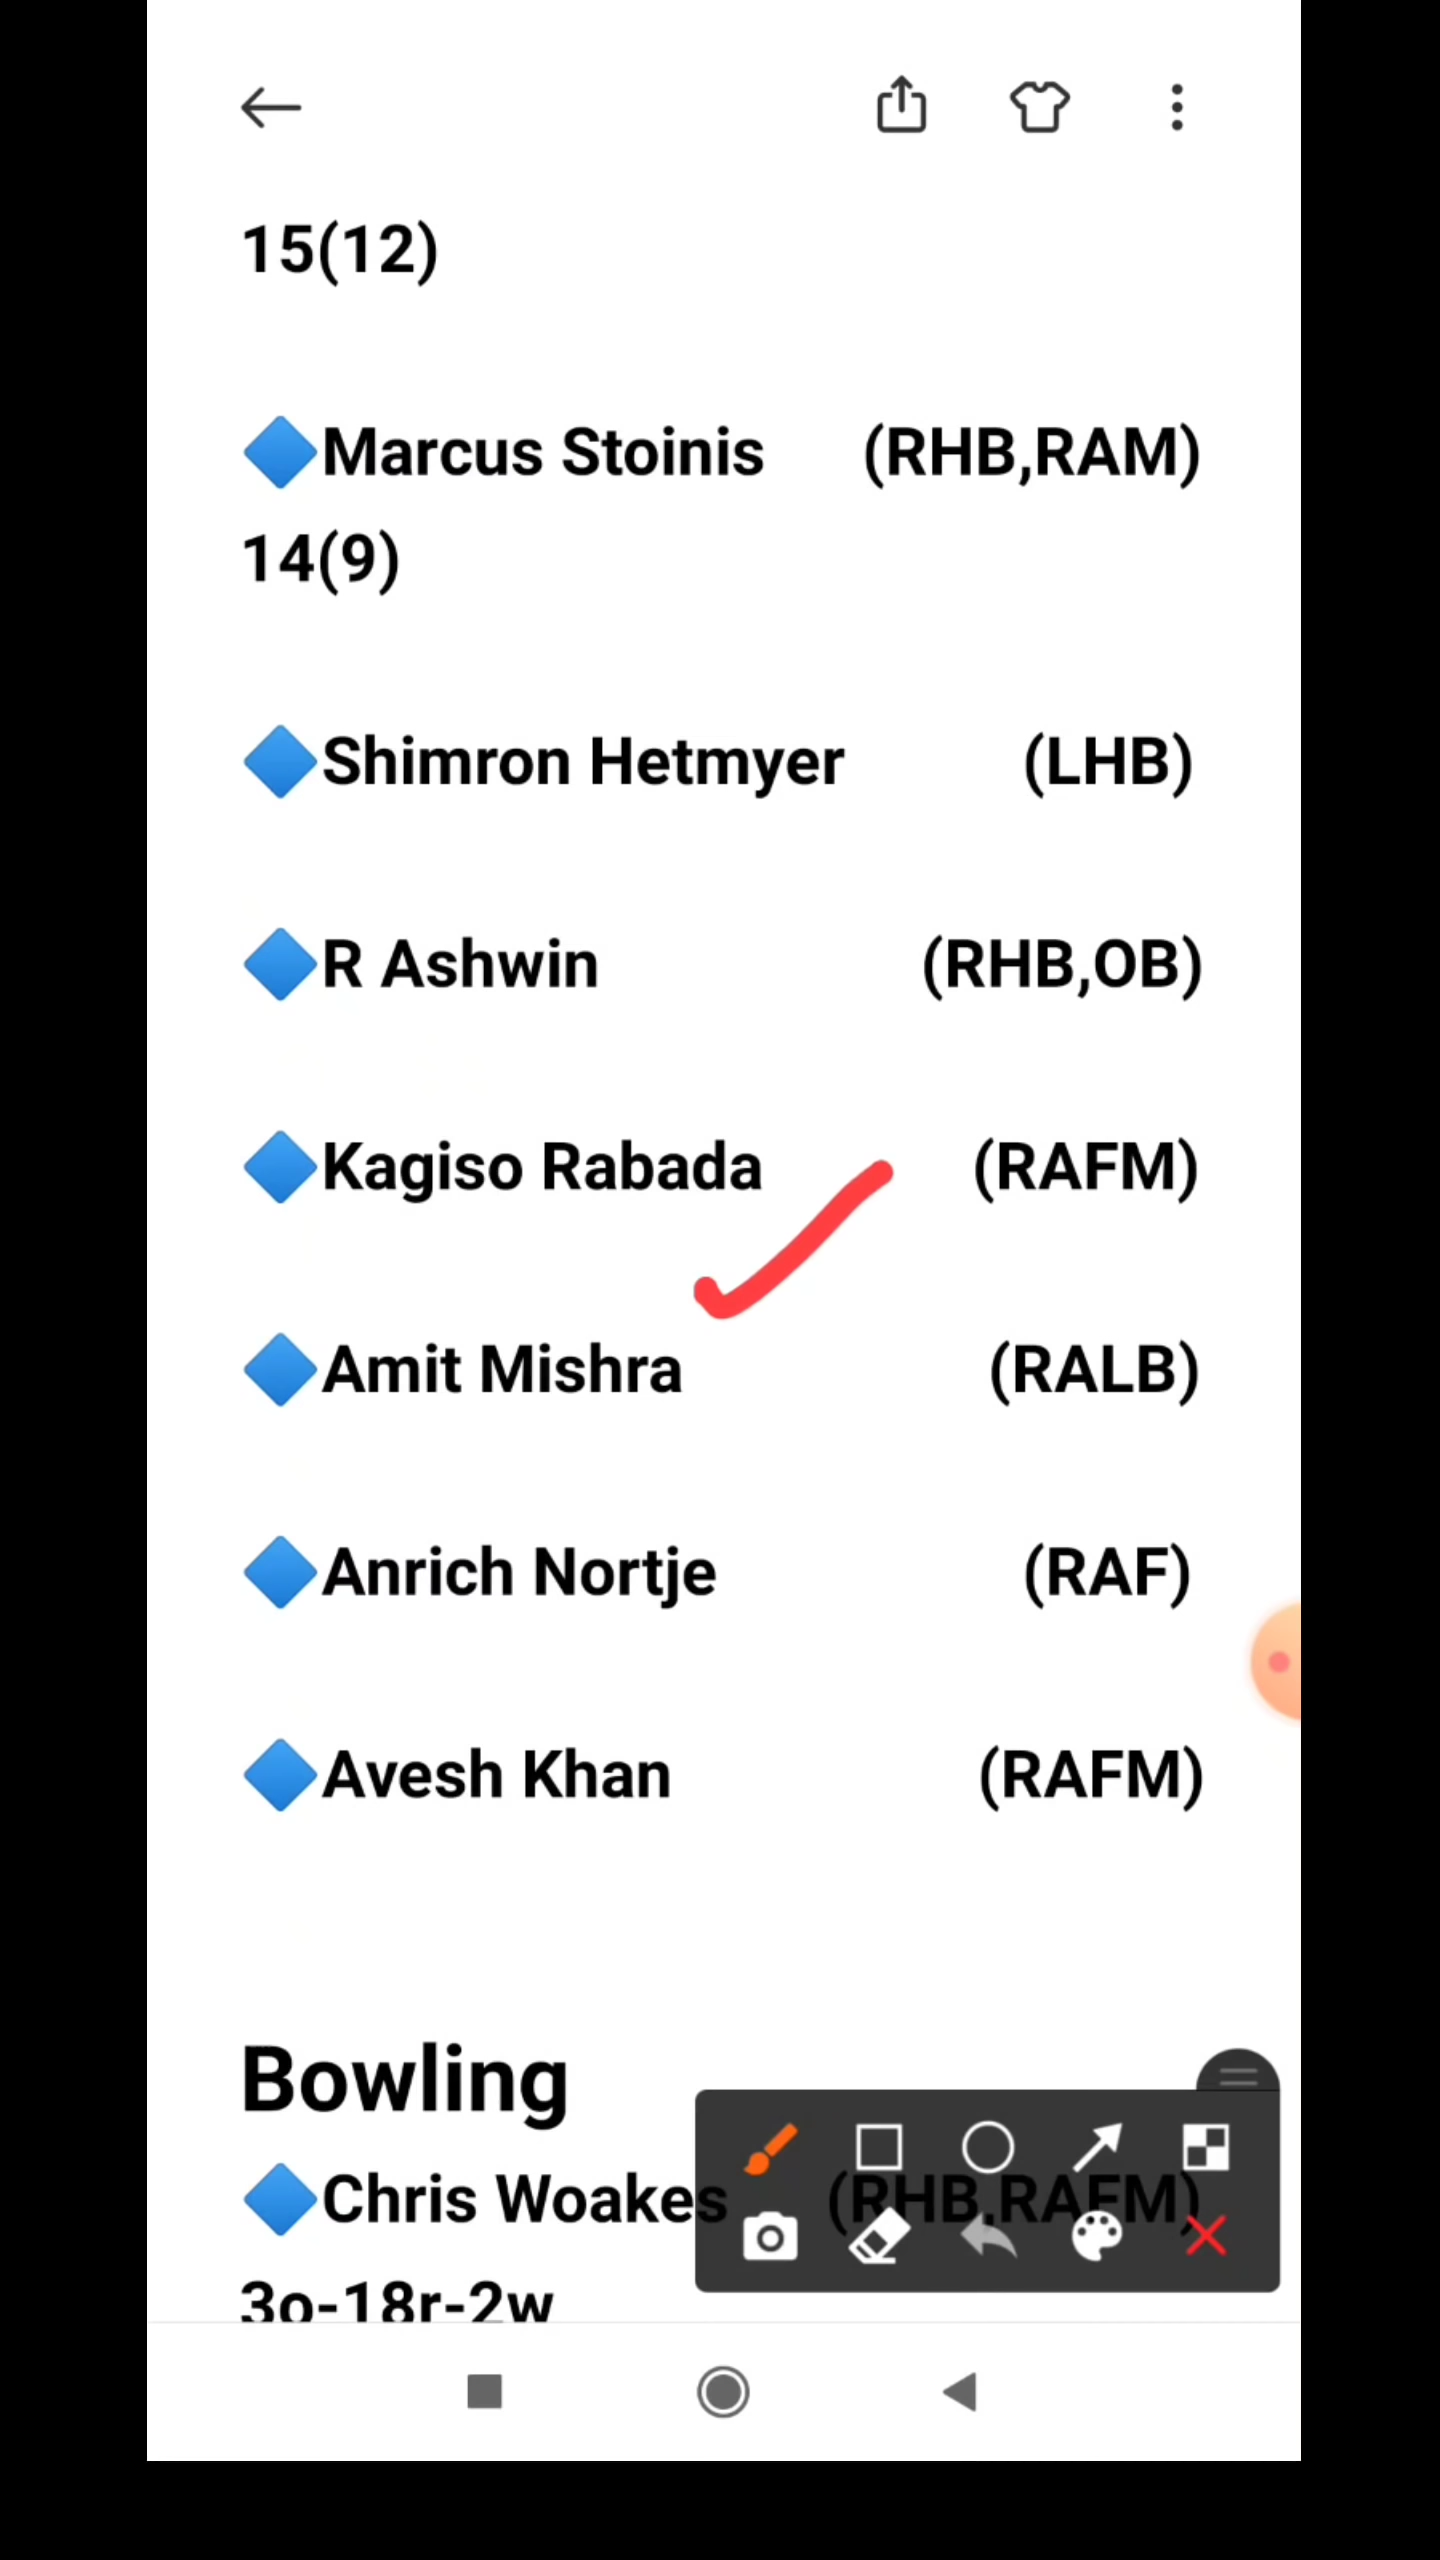 15(12)
🔷Marcus Stoinis (RHB,RAM)
14(9)
🔷Shimron Hetmyer (LHB)
🔷R Ashwin (RHB,OB)
🔷Kagiso Rabada (RAFM)
🔷Amit Mishra (RALB)
🔷Anrich Nortje (RAF)
🔷Avesh Khan (RAFM)
Bowling
🔷Chris Woakes (RHB,RAFM)
3o-18r-2w